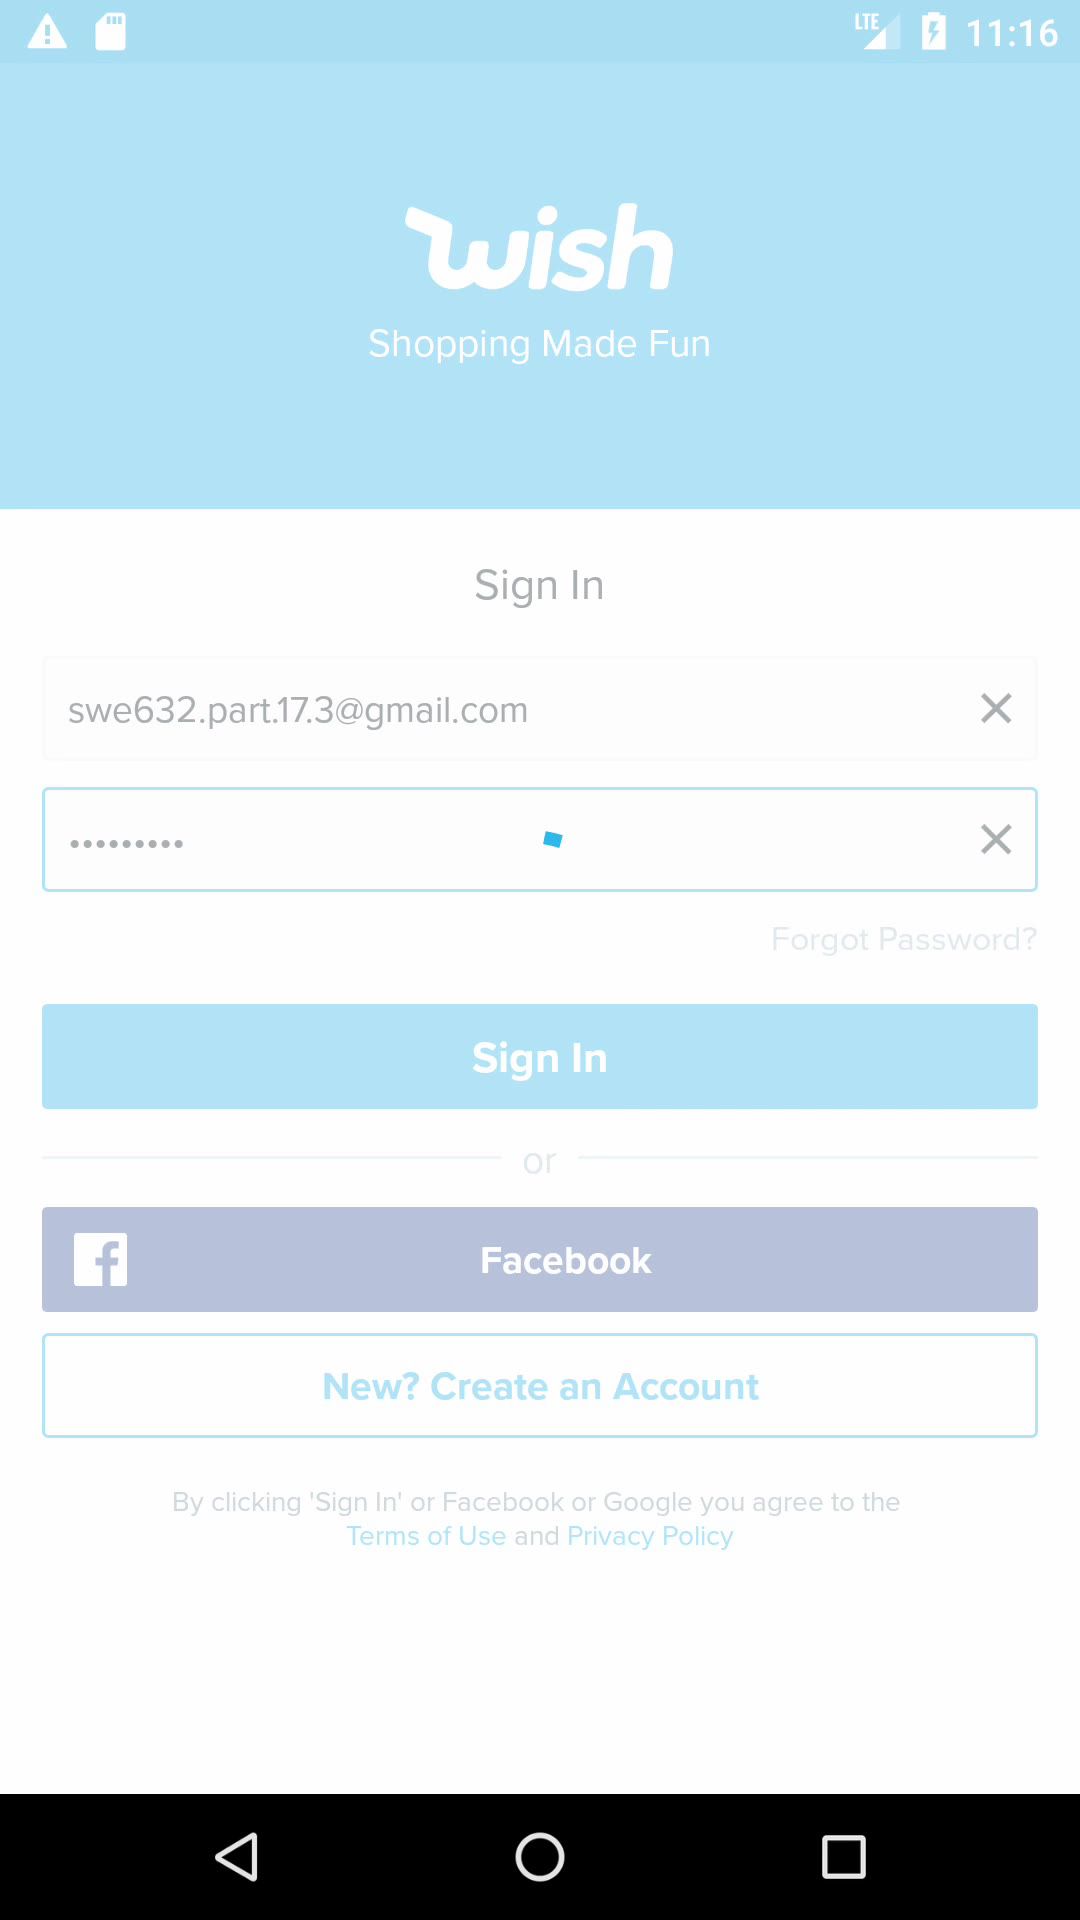 LTE 11:16
wish
Shopping Made Fun
Sign In
swe632.part.17.3@gmail.com
•••••••••
Forgot Password?
Sign In
or
Facebook
New? Create an Account
By clicking 'Sign In' or Facebook or Google you agree to the
Terms of Use and Privacy Policy